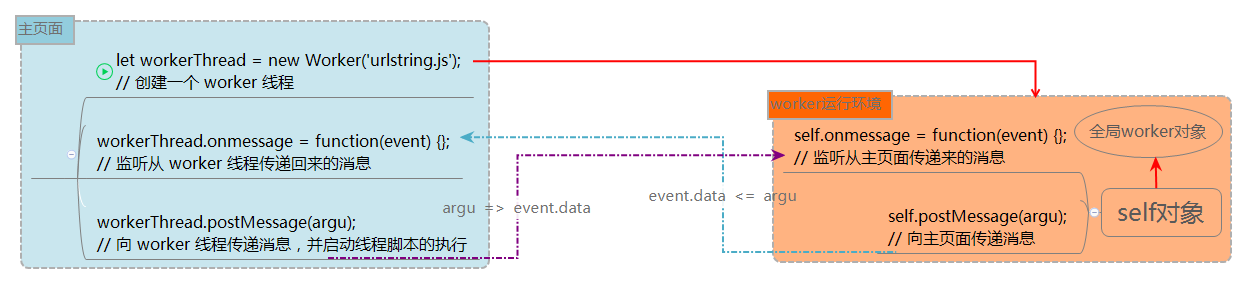 主页面
let workerThread = new Worker('urlstring.js');
// 创建一个 worker 线程
workerThread.onmessage = function(event) {};
// 监听从 worker 线程传递回来的消息
workerThread.postMessage(argu);
// 向 worker 线程传递消息，并启动线程脚本的执行
argu => event.data
event.data <= argu
worker运行环境
self.onmessage = function(event) {};
// 监听从主页面传递来的消息
全局worker对象
self.postMessage(argu);
// 向主页面传递消息
self对象